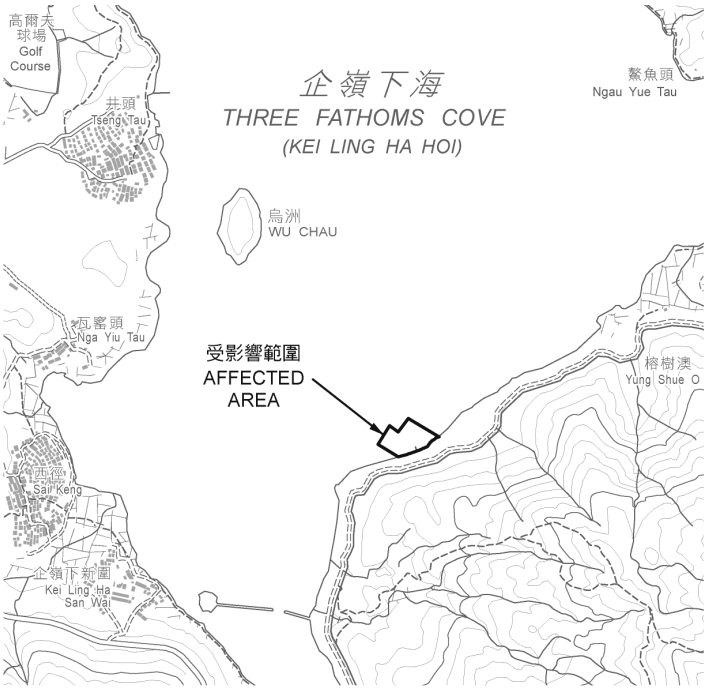 高爾夫
球場
Golf
Course
企嶺下海
THREE FATHOMS COVE
(KEI LING HA HOI)
鰲魚頭
Ngau Yue Tau
井頭
Tseng Tau
烏洲
WU CHAU
瓦窰頭
Nga Yiu Tau
受影響範圍
AFFECTED
AREA
榕樹澳
Yung Shue O
西徑
Sai Keng
企嶺下新圍
Kei Ling Ha
San Wai